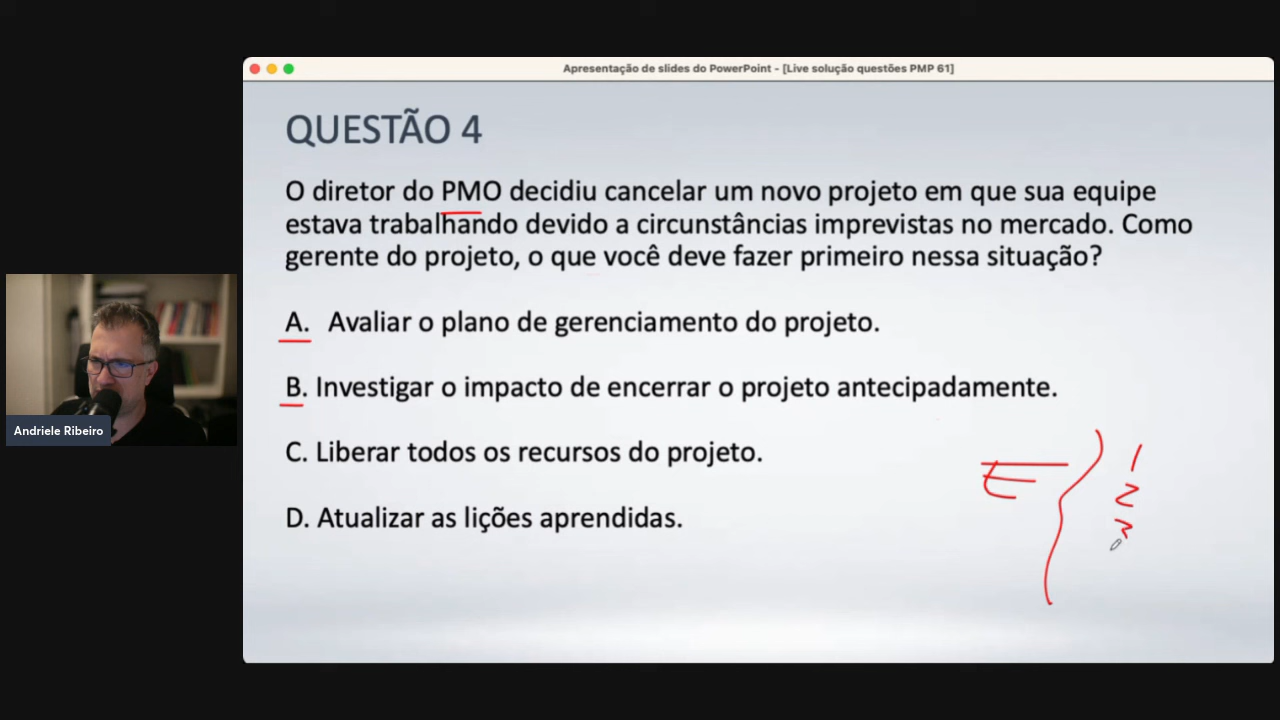 Apresentação de slides do PowerPoint - [Live solução questões PMP 61]
QUESTÃO 4
O diretor do PMO decidiu cancelar um novo projeto em que sua equipe
estava trabalhando devido a circunstâncias imprevistas no mercado. Como
gerente do projeto, o que você deve fazer primeiro nessa situação?
A. Avaliar o plano de gerenciamento do projeto.
B. Investigar o impacto de encerrar o projeto antecipadamente.
C. Liberar todos os recursos do projeto.
D. Atualizar as lições aprendidas.
1
2
3
Andriele Ribeiro